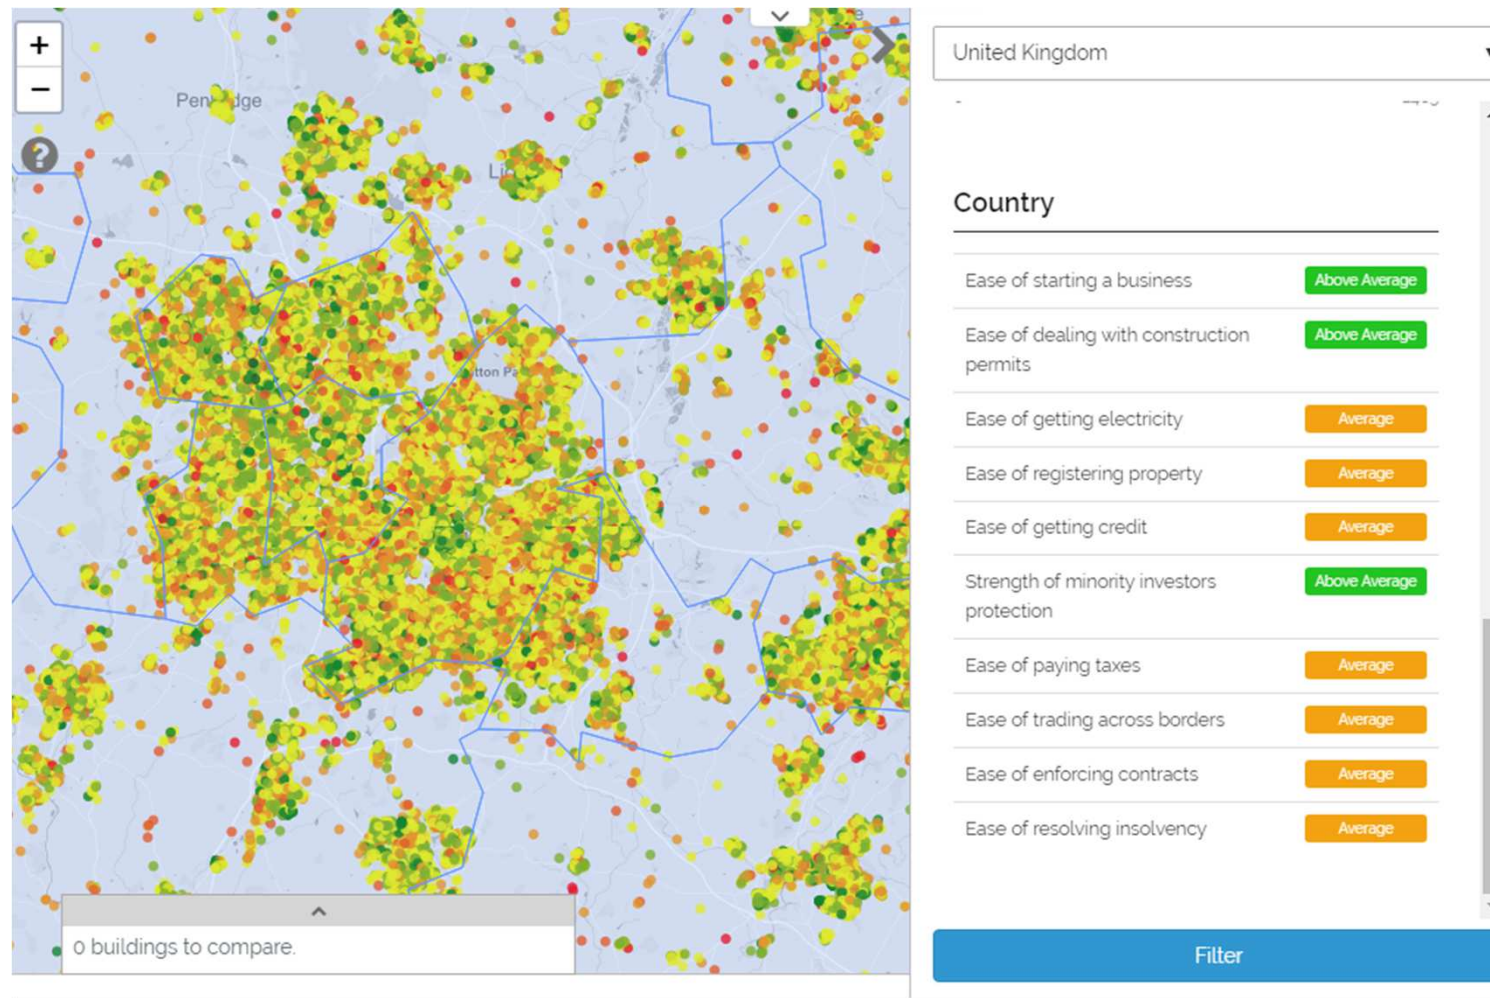 +
−
?
United Kingdom
Country
Ease of starting a business
Above Average
Ease of dealing with construction
permits
Above Average
Ease of getting electricity
Average
Ease of registering property
Average
Ease of getting credit
Average
Strength of minority investors
protection
Above Average
Ease of paying taxes
Average
Ease of trading across borders
Average
Ease of enforcing contracts
Average
Ease of resolving insolvency
Average
0 buildings to compare.
Filter